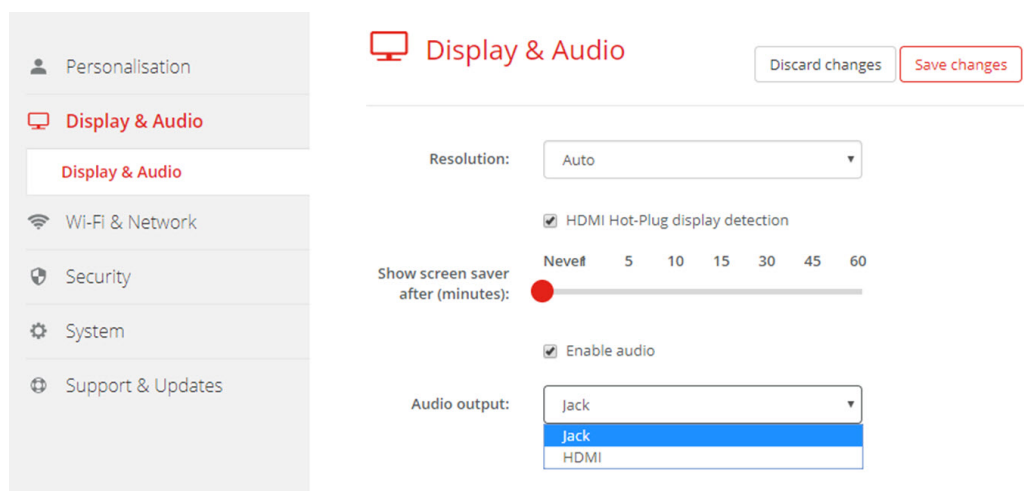 Personalisation
Display & Audio
Display & Audio
Wi-Fi & Network
Security
System
Support & Updates
Display & Audio
Discard changes
Save changes
Resolution:
Auto
HDMI Hot-Plug display detection
Show screen saver
after (minutes):
Never 1 5 10 15 30 45 60
Enable audio
Audio output:
Jack
Jack
HDMI